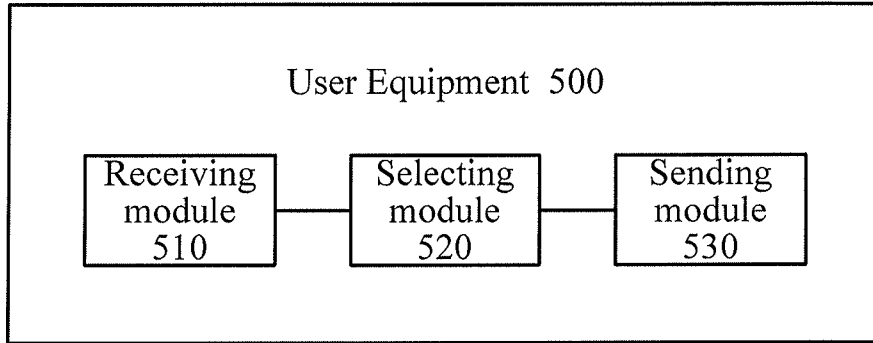 User Equipment 500
Receiving
module
510
Selecting
module
520
Sending
module
530